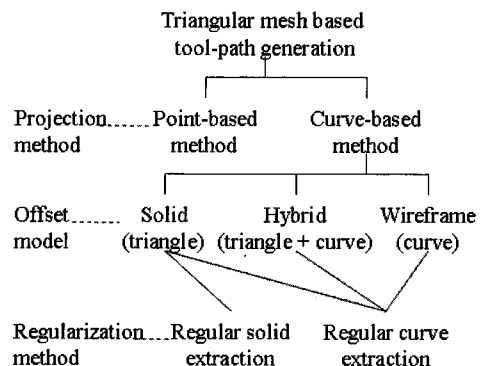 Triangular mesh based
tool-path generation
Projection Point-based Curve-based
method method method
Offset Solid Hybrid Wireframe
model (triangle) (triangle + curve) (curve)
Regularization Regular solid Regular curve
method extraction extraction